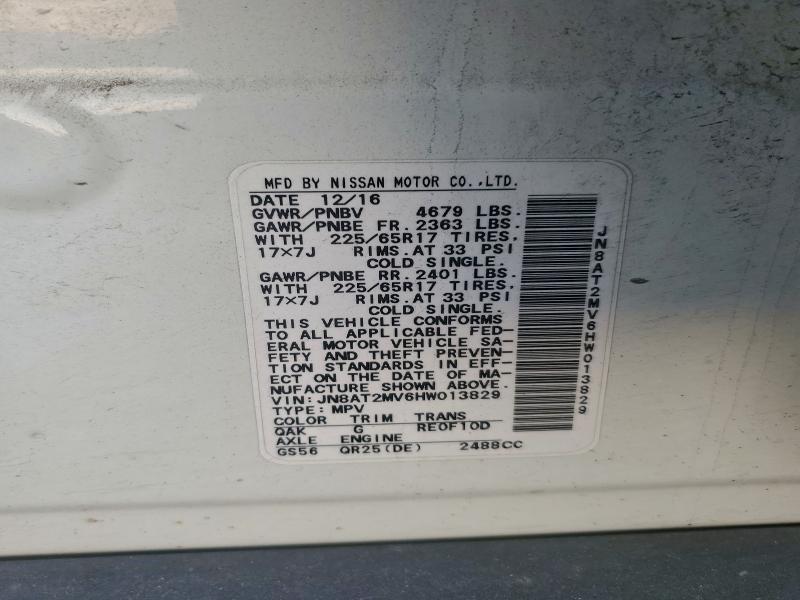 MFD BY NISSAN MOTOR CO.,LTD.
DATE 12/16
GVWR/PNBV 4679 LBS.
GAWR/PNBE FR. 2363 LBS.
WITH 225/65R17 TIRES,
17×7J RIMS. AT 33 PSI
COLD SINGLE.
GAWR/PNBE RR. 2401 LBS.
WITH 225/65R17 TIRES,
17×7J RIMS. AT 33 PSI
COLD SINGLE.
THIS VEHICLE CONFORMS
TO ALL APPLICABLE FED-
ERAL MOTOR VEHICLE SA-
FETY AND THEFT PREVEN-
TION STANDARDS IN EFF-
ECT ON THE DATE OF MA-
NUFACTURE SHOWN ABOVE.
VIN: JN8AT2MV6HW013829
TYPE: MPV
COLOR TRIM TRANS
QAK G RE0F10D
AXLE ENGINE
GS56 QR25(DE) 2488CC
JN8AT2MV6HW013829